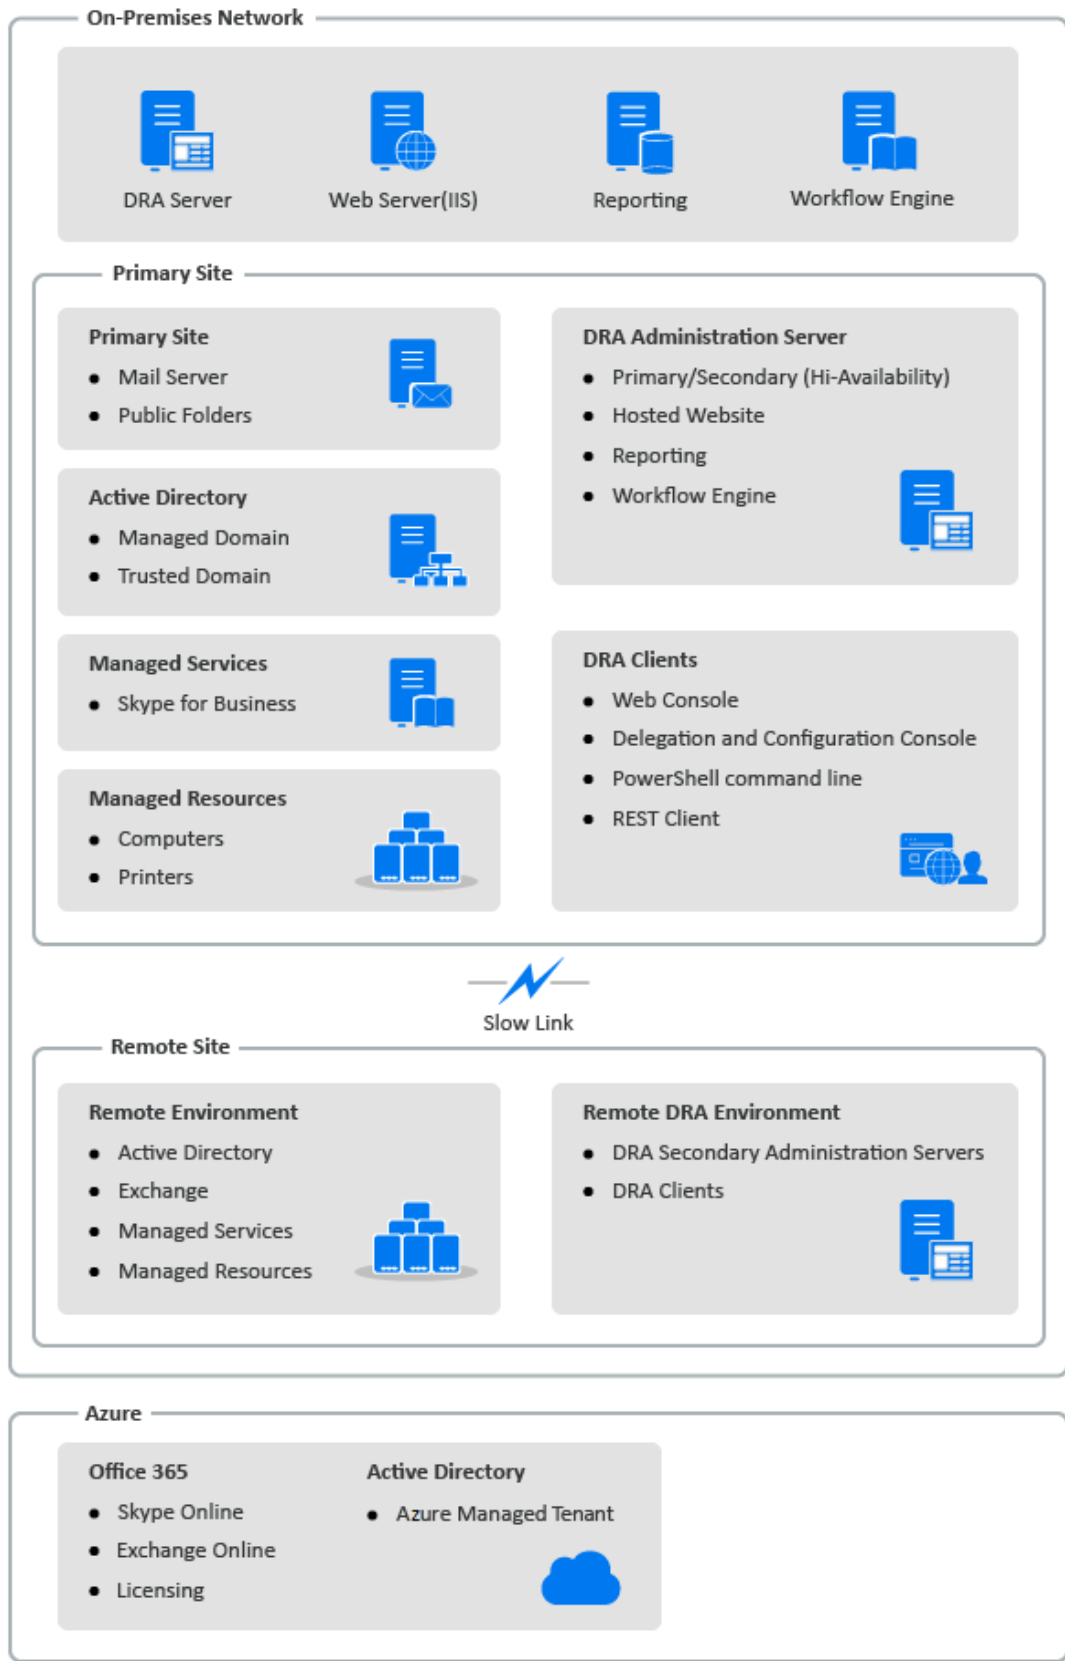 On-Premises Network
DRA Server
Web Server(IIS)
Reporting
Workflow Engine
Primary Site
Primary Site
● Mail Server
● Public Folders
Active Directory
● Managed Domain
● Trusted Domain
Managed Services
● Skype for Business
Managed Resources
● Computers
● Printers
DRA Administration Server
● Primary/Secondary (Hi-Availability)
● Hosted Website
● Reporting
● Workflow Engine
DRA Clients
● Web Console
● Delegation and Configuration Console
● PowerShell command line
● REST Client
Slow Link
Remote Site
Remote Environment
● Active Directory
● Exchange
● Managed Services
● Managed Resources
Remote DRA Environment
● DRA Secondary Administration Servers
● DRA Clients
Azure
Office 365
● Skype Online
● Exchange Online
● Licensing
Active Directory
● Azure Managed Tenant